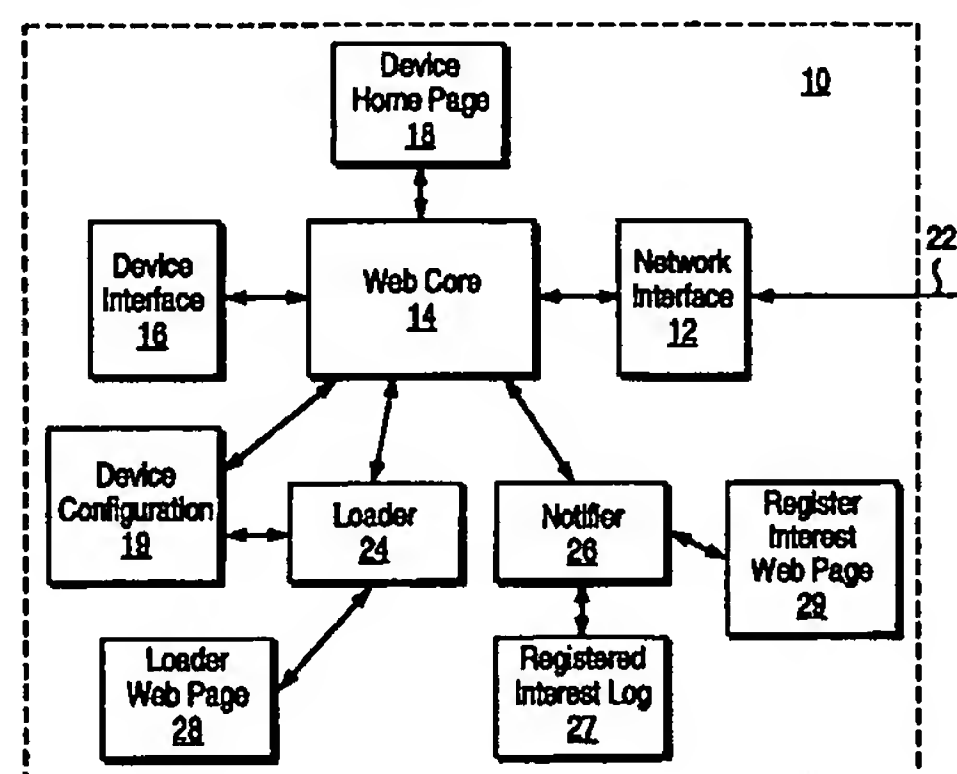 Device
Home Page
18
10
Device
Interface
16
Web Core
14
Network
Interface
12
22
Device
Configuration
19
Loader
24
Notifier
26
Register
Interest
Web Page
29
Loader
Web Page
28
Registered
Interest Log
27